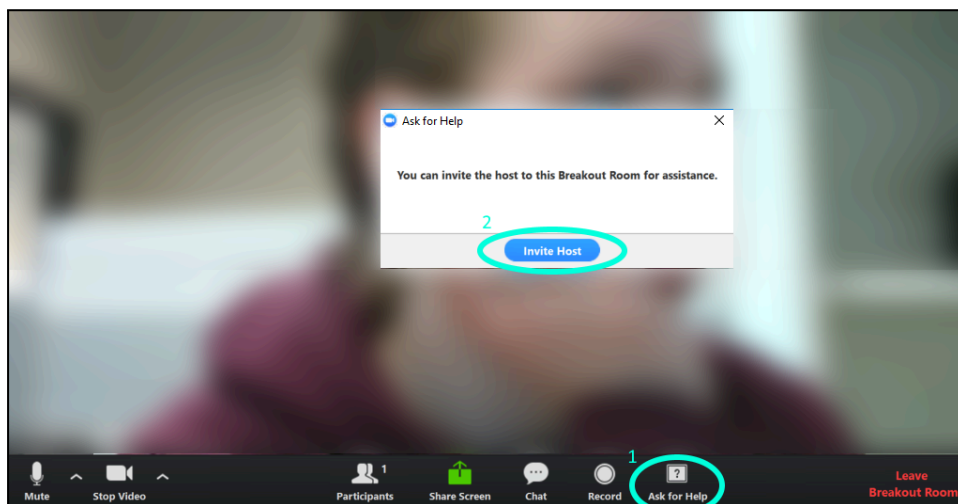 Ask for Help
You can invite the host to this Breakout Room for assistance.
2
Invite Host
1
1
Mute
Stop Video
Participants
Share Screen
Chat
Record
Ask for Help
Leave
Breakout Room